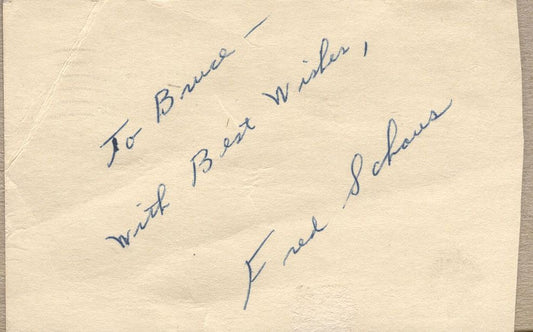 To Bruce —
With Best Wishes,
Fred Schaus